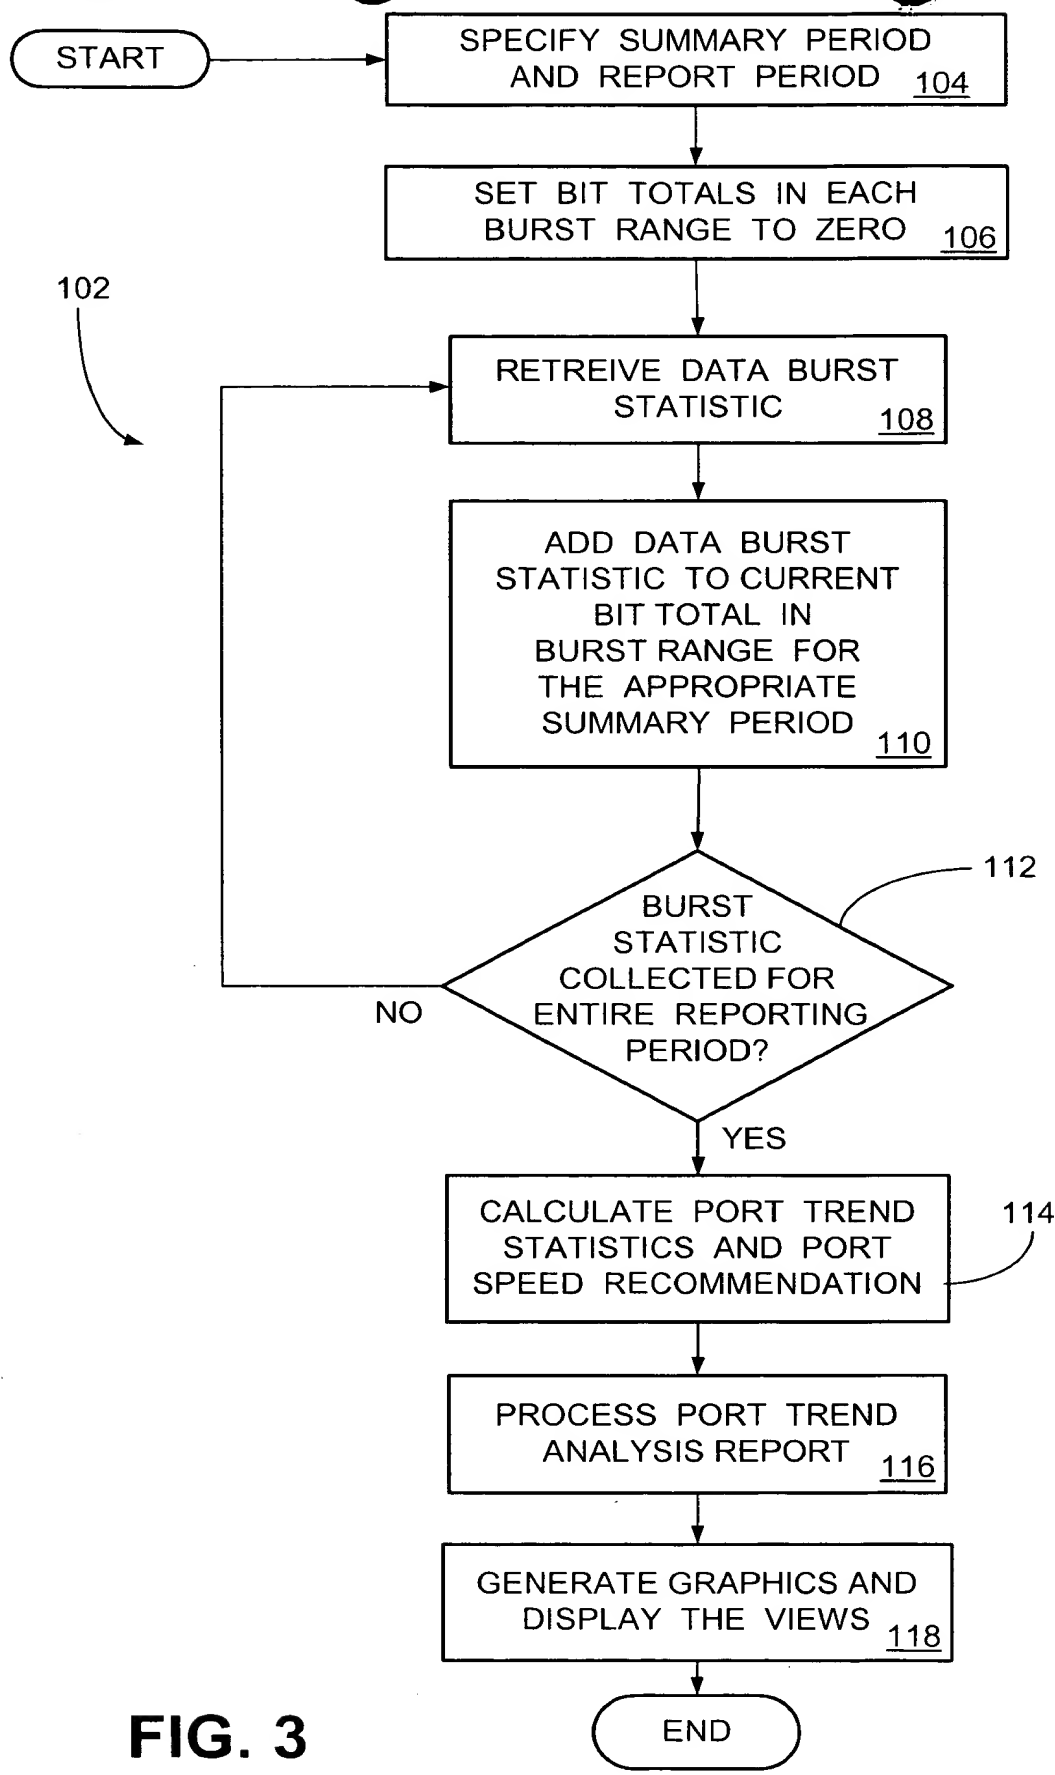 START
SPECIFY SUMMARY PERIOD
AND REPORT PERIOD
104
SET BIT TOTALS IN EACH
BURST RANGE TO ZERO
106
102
RETREIVE DATA BURST
STATISTIC
108
ADD DATA BURST
STATISTIC TO CURRENT
BIT TOTAL IN
BURST RANGE FOR
THE APPROPRIATE
SUMMARY PERIOD
110
112
BURST
STATISTIC
COLLECTED FOR
ENTIRE REPORTING
PERIOD?
NO
YES
CALCULATE PORT TREND
STATISTICS AND PORT
SPEED RECOMMENDATION
114
PROCESS PORT TREND
ANALYSIS REPORT
116
GENERATE GRAPHICS AND
DISPLAY THE VIEWS
118
END
FIG. 3